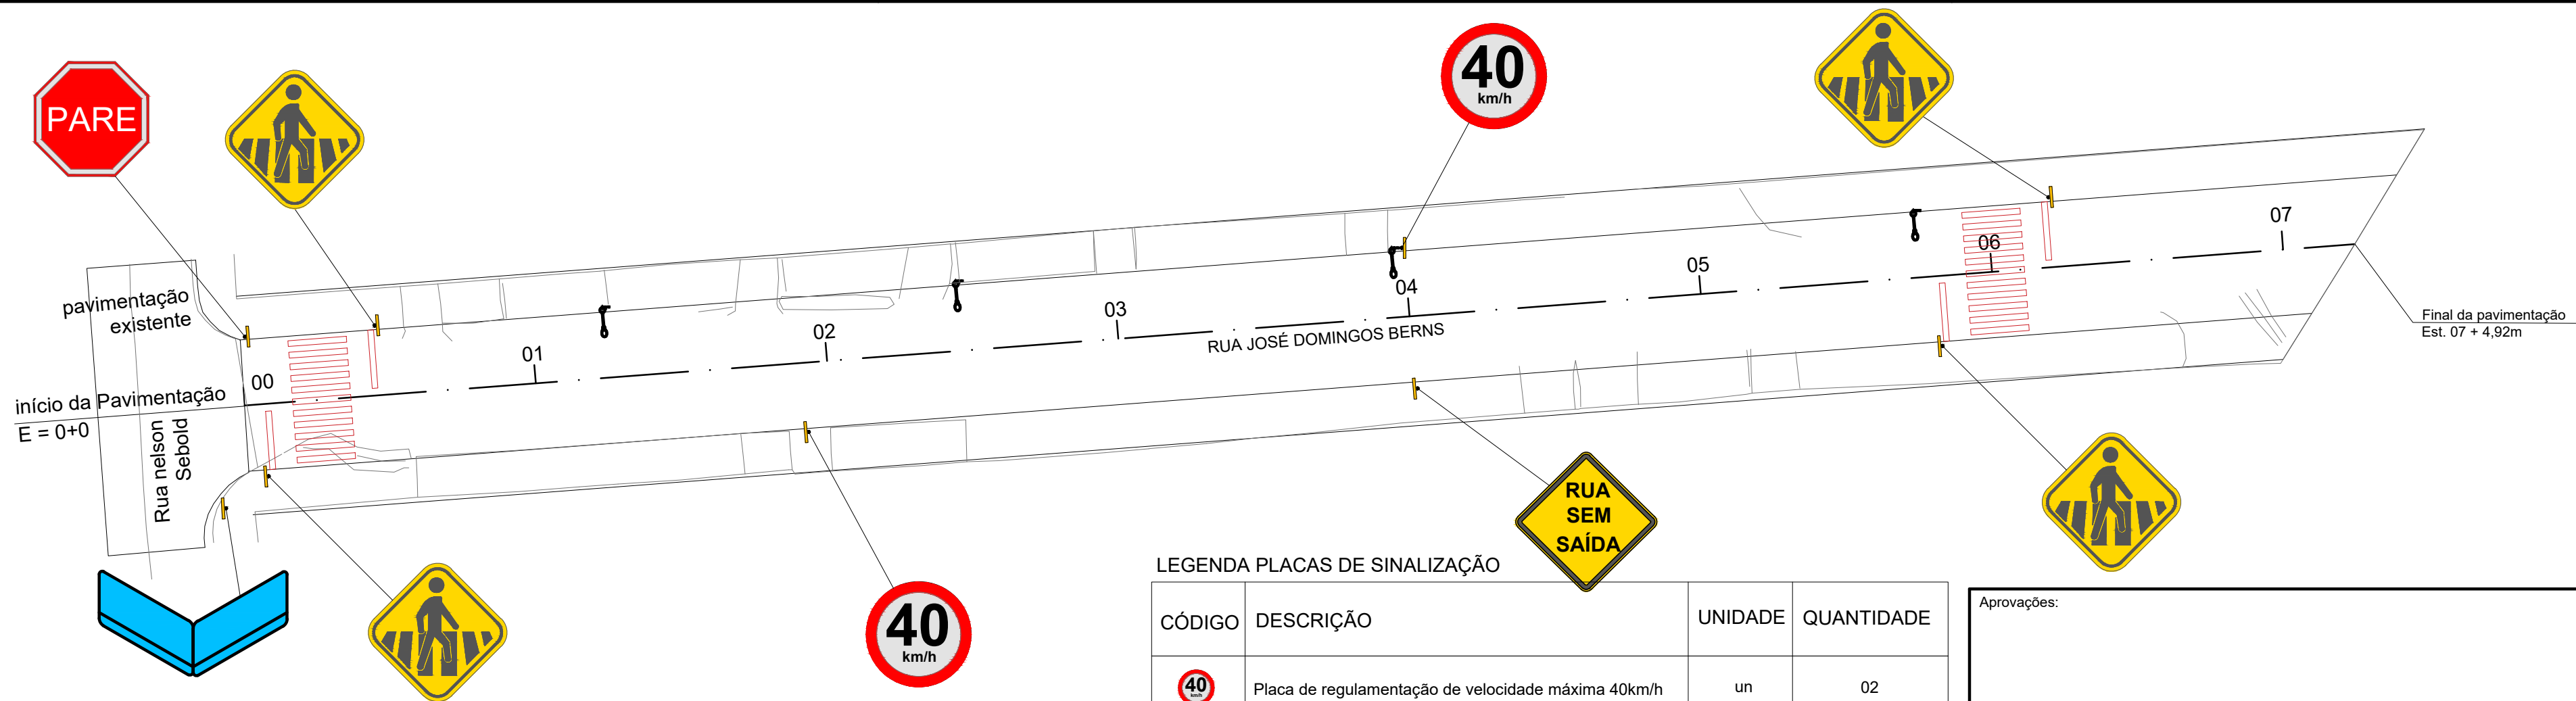 PARE
40
km/h
pavimentação
existente
00
01
02
03
04
05
06
07
RUA JOSÉ DOMINGOS BERNS
Final da pavimentação
Est. 07 + 4,92m
início da Pavimentação
E = 0+0
Rua nelson
Sebold
40
km/h
RUA
SEM
SAÍDA
LEGENDA PLACAS DE SINALIZAÇÃO
CÓDIGO DESCRIÇÃO UNIDADE QUANTIDADE
40 km/h Placa de regulamentação de velocidade máxima 40km/h un 02
Aprovações: